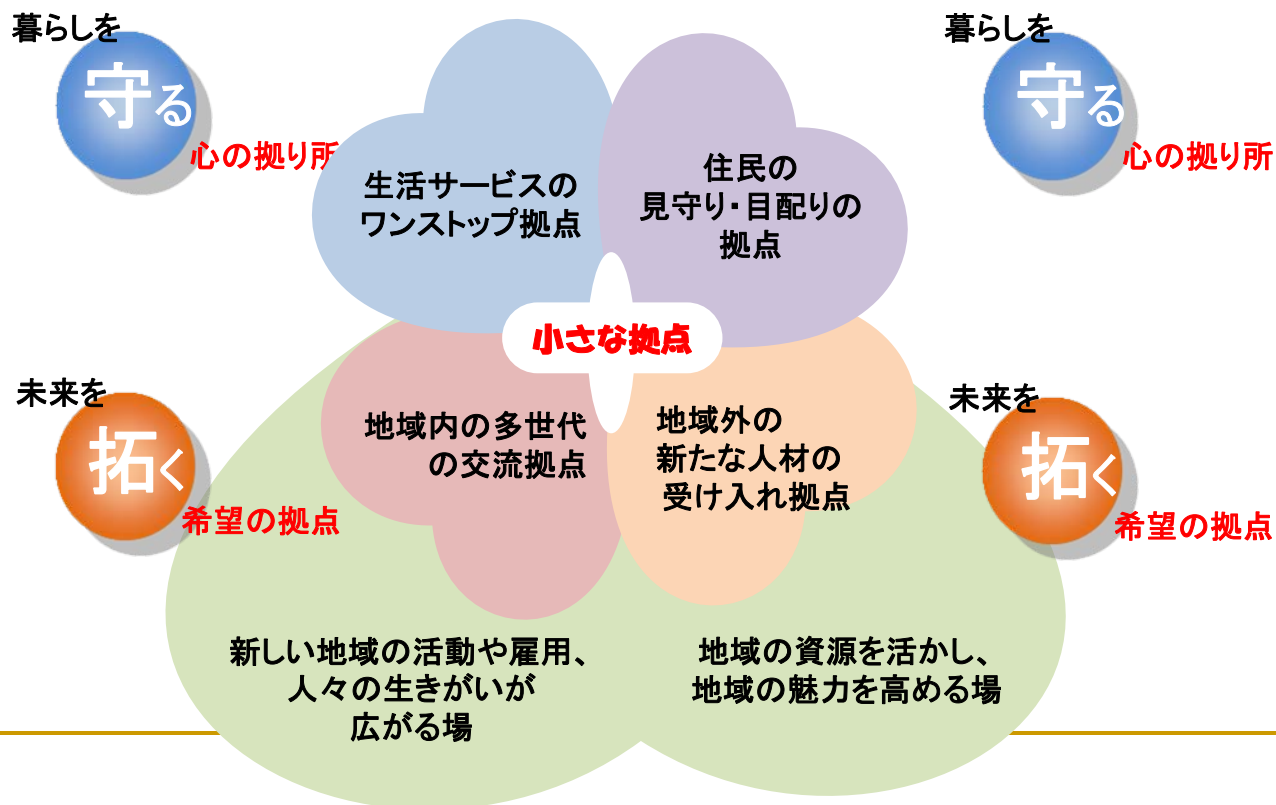 暮らしを
守る
心の拠り所
暮らしを
守る
心の拠り所
生活サービスの
ワンストップ拠点
住民の
見守り・目配りの
拠点
小さな拠点
未来を
拓く
希望の拠点
未来を
拓く
希望の拠点
地域内の多世代
の交流拠点
地域外の
新たな人材の
受け入れ拠点
新しい地域の活動や雇用、
人々の生きがいが
広がる場
地域の資源を活かし、
地域の魅力を高める場